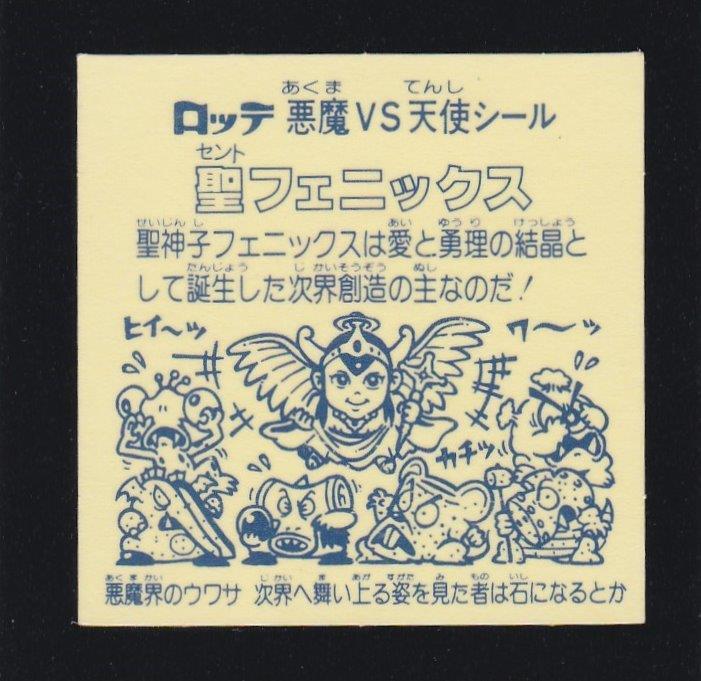 あくま てんし
ロッテ 悪魔VS天使シール
セント
聖フェニックス
せいじんし あい ゆうり けっしょう
聖神子フェニックスは愛と勇理の結晶と
たんじょう じかいそうぞう ぬし
して誕生した次界創造の主なのだ!
ヒイ〜ッ
ワ〜ッ
カチッ
あくまかい じかい ま あが すがた み もの いし
悪魔界のウワサ 次界へ舞い上る姿を見た者は石になるとか